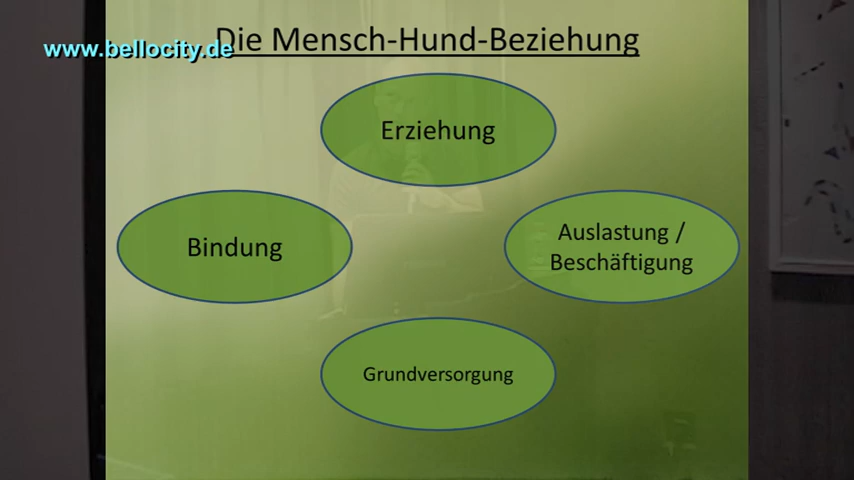 Die Mensch-Hund-Beziehung
www.bellocity.de
Erziehung
Bindung
Auslastung /
Beschäftigung
Grundversorgung